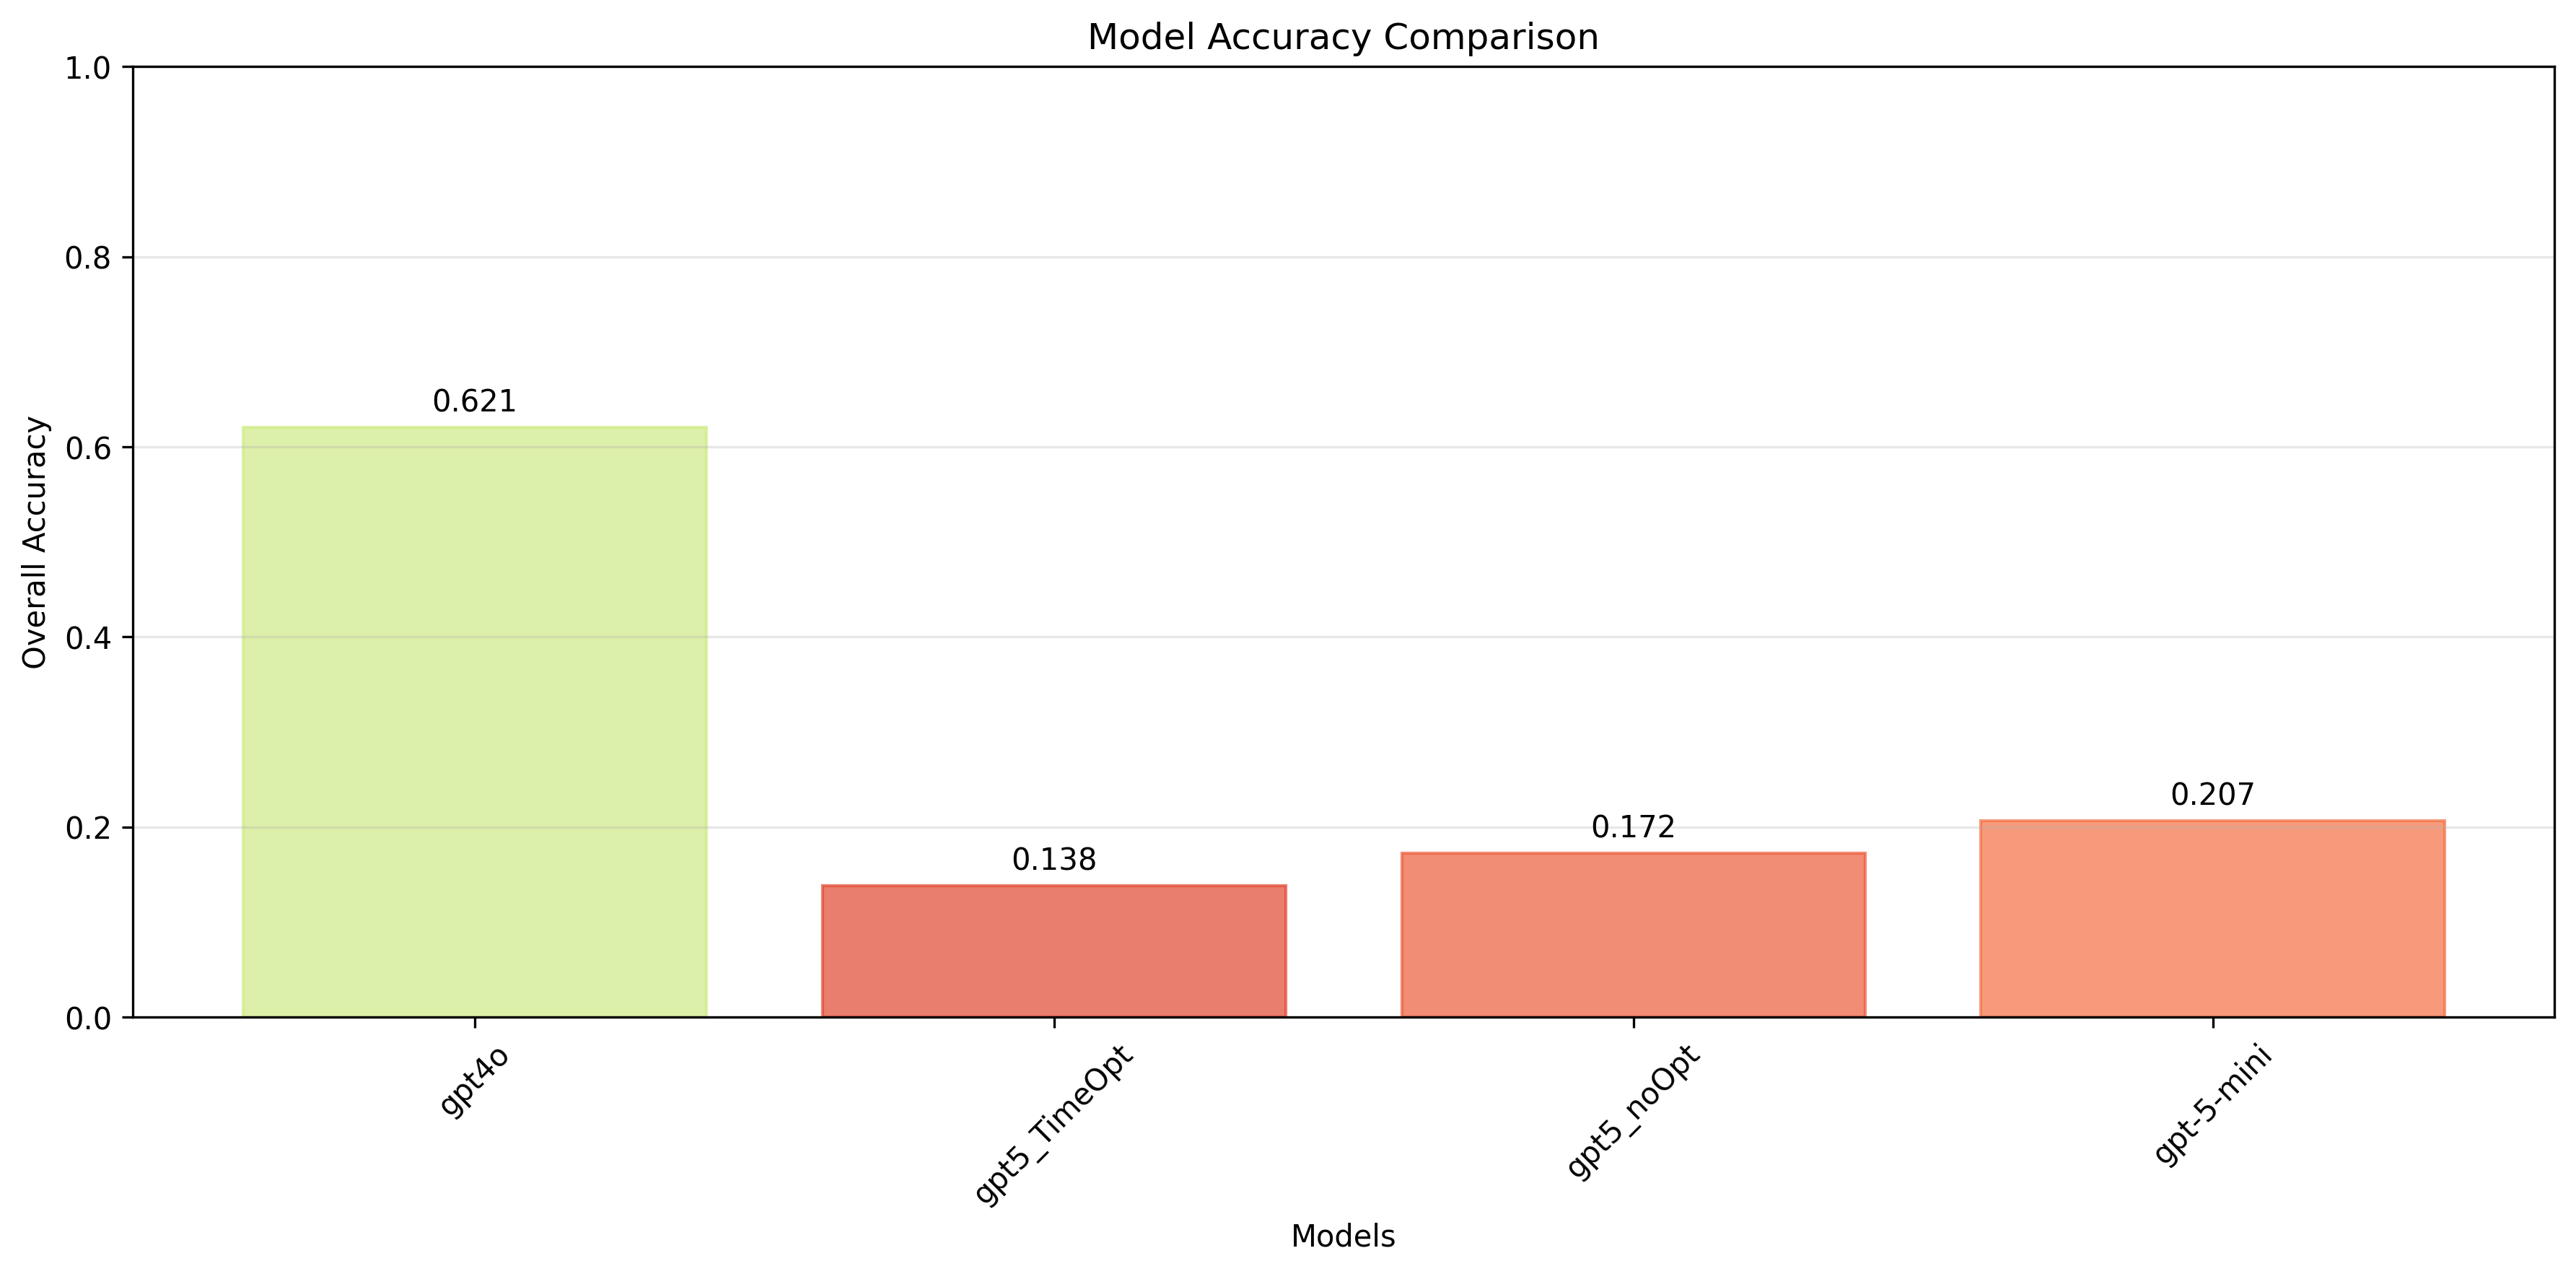 Model Accuracy Comparison
Overall Accuracy
1.0
0.8
0.6
0.4
0.2
0.0
0.621
0.138
0.172
0.207
gpt4o
gpt5_TimeOpt
gpt5_noOpt
gpt-5-mini
Models